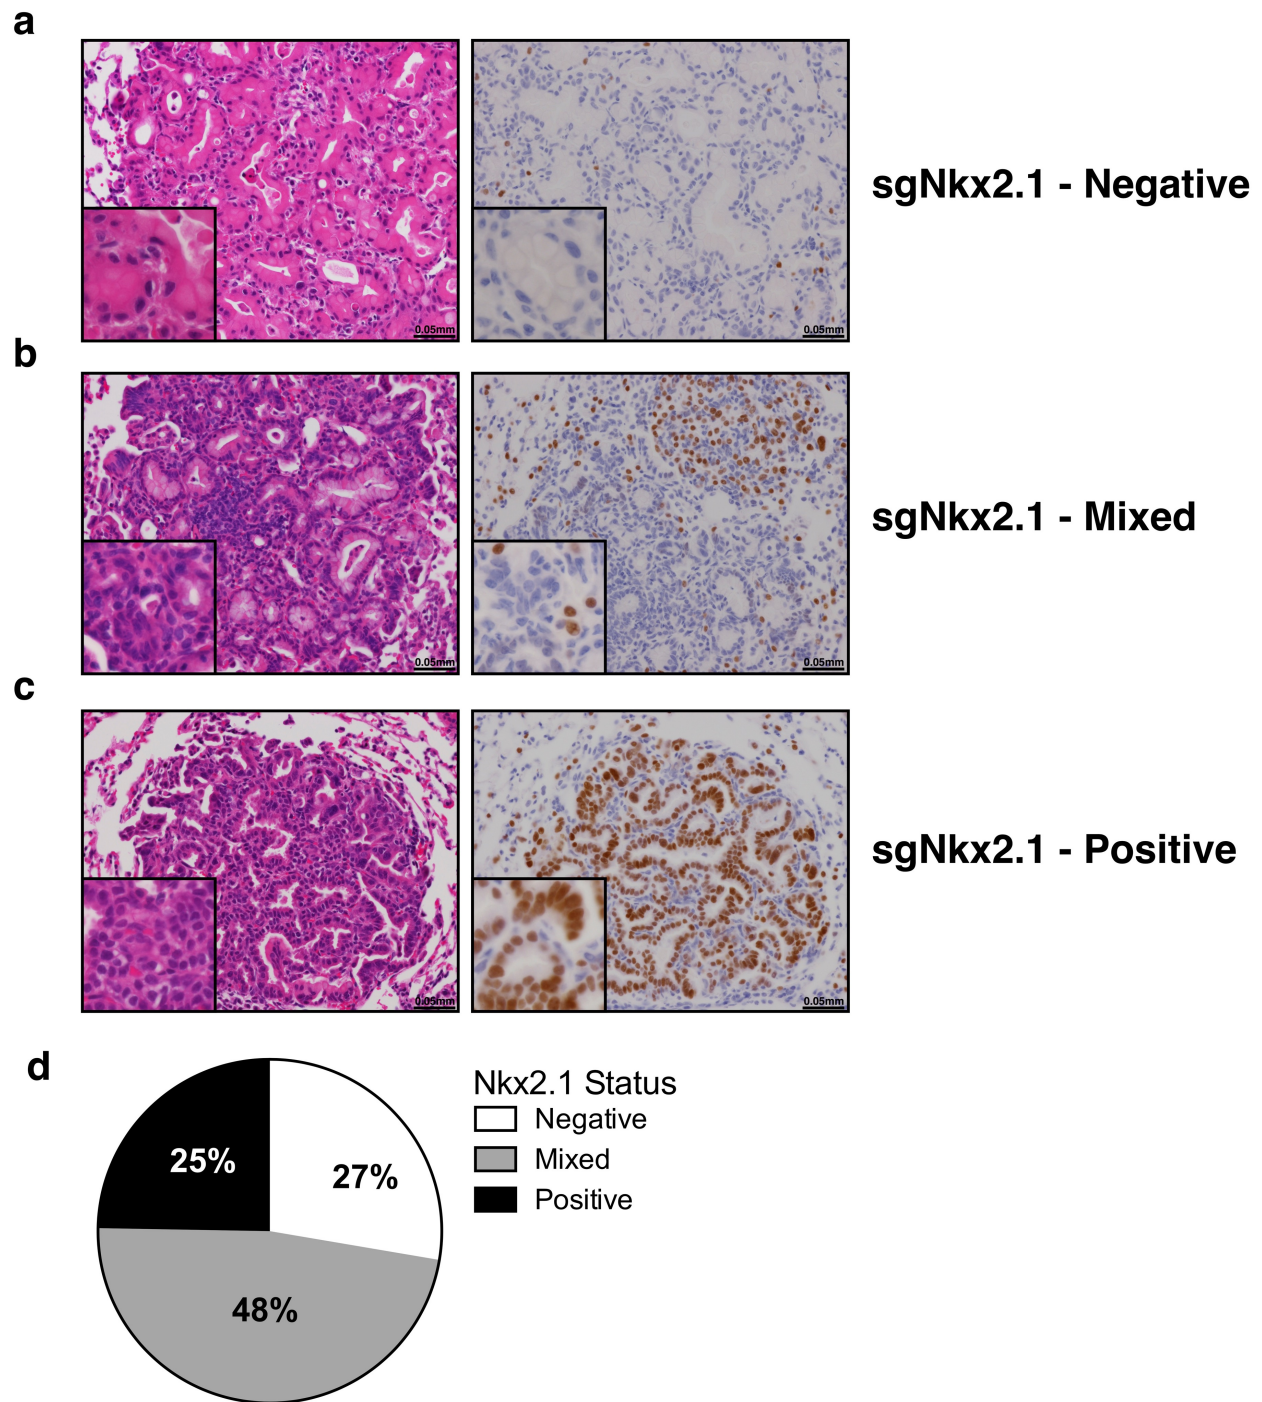 a
0.05mm
0.05mm
sgNkx2.1 - Negative
b
0.05mm
0.05mm
sgNkx2.1 - Mixed
c
0.05mm
0.05mm
sgNkx2.1 - Positive
d
25%
27%
48%
Nkx2.1 Status
Negative
Mixed
Positive